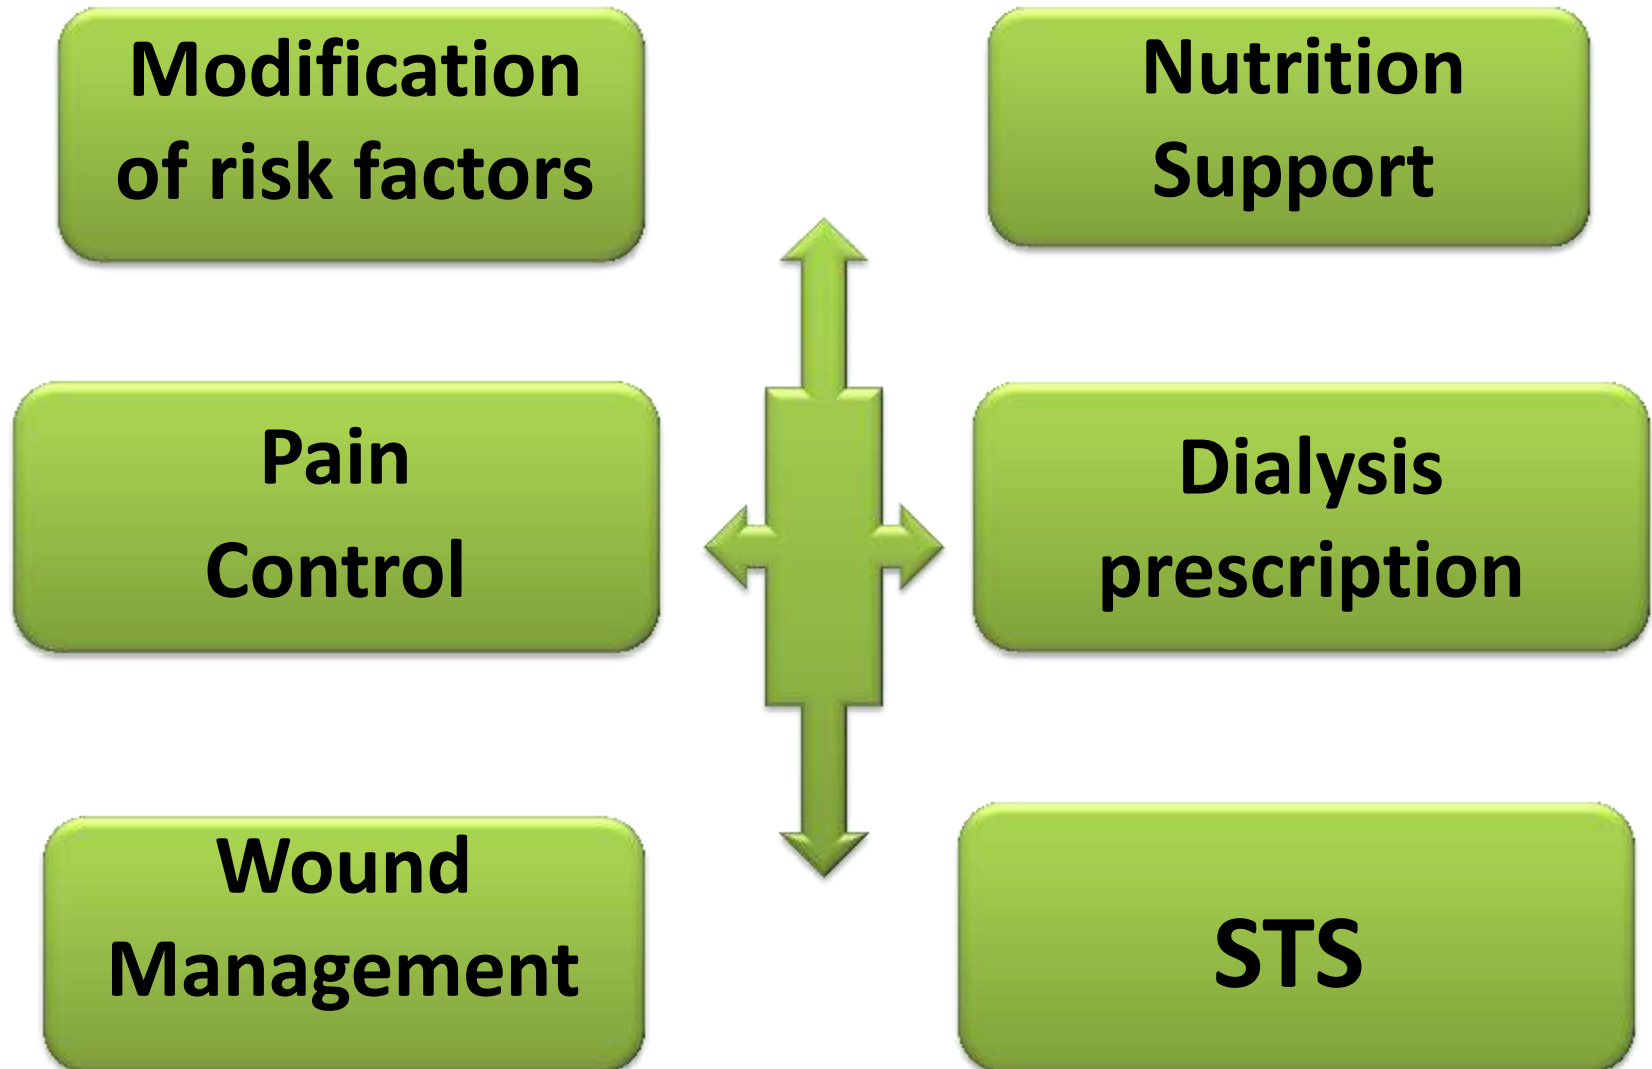 Modification
of risk factors
Nutrition
Support
Pain
Control
Dialysis
prescription
Wound
Management
STS